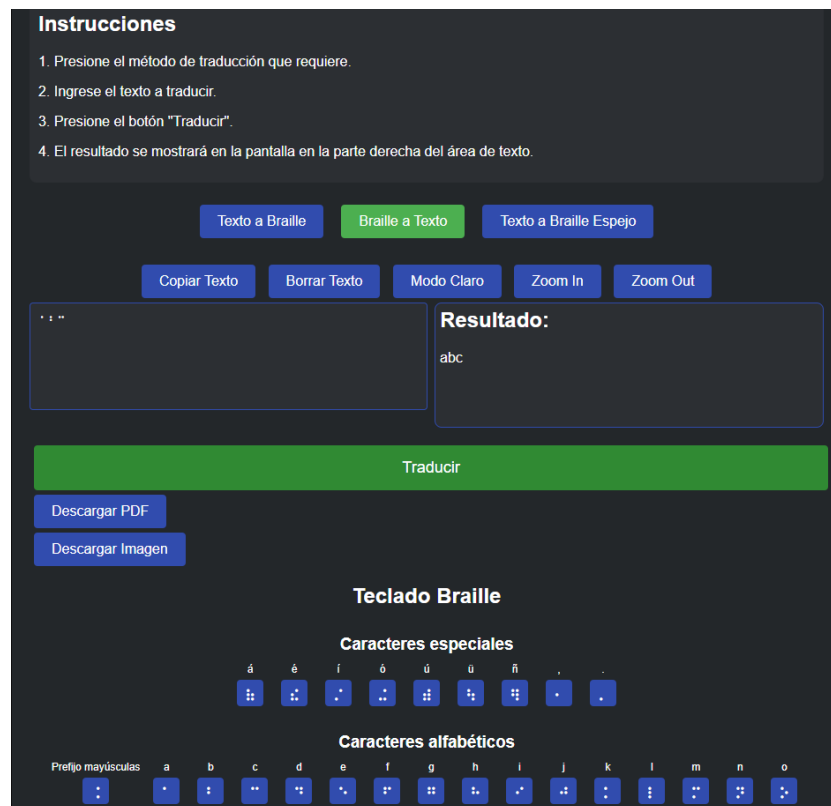 Instrucciones
1. Presione el método de traducción que requiere.
2. Ingrese el texto a traducir.
3. Presione el botón "Traducir".
4. El resultado se mostrará en la pantalla en la parte derecha del área de texto.
Texto a Braille Braille a Texto Texto a Braille Espejo
Copiar Texto Borrar Texto Modo Claro Zoom In Zoom Out
⠁⠃⠉ Resultado:
abc
Traducir
Descargar PDF
Descargar Imagen
Teclado Braille
Caracteres especiales
á é í ó ú ü ñ , .
⠷ ⠮ ⠌ ⠬ ⠾ ⠳ ⠻ ⠂ ⠄
Caracteres alfabéticos
Prefijo mayúsculas a b c d e f g h i j k l m n o
⠨ ⠁ ⠃ ⠉ ⠙ ⠑ ⠋ ⠛ ⠓ ⠊ ⠚ ⠅ ⠇ ⠍ ⠝ ⠕